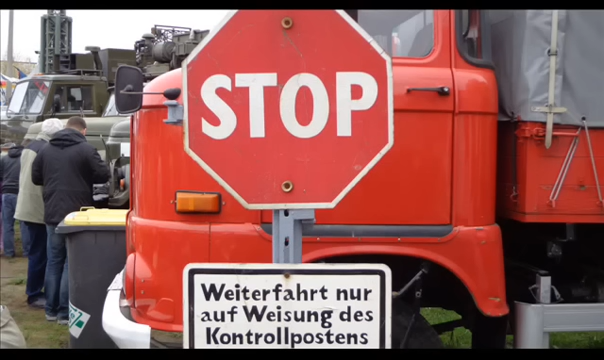 STOP
Weiterfahrt nur
auf Weisung des
Kontrollpostens